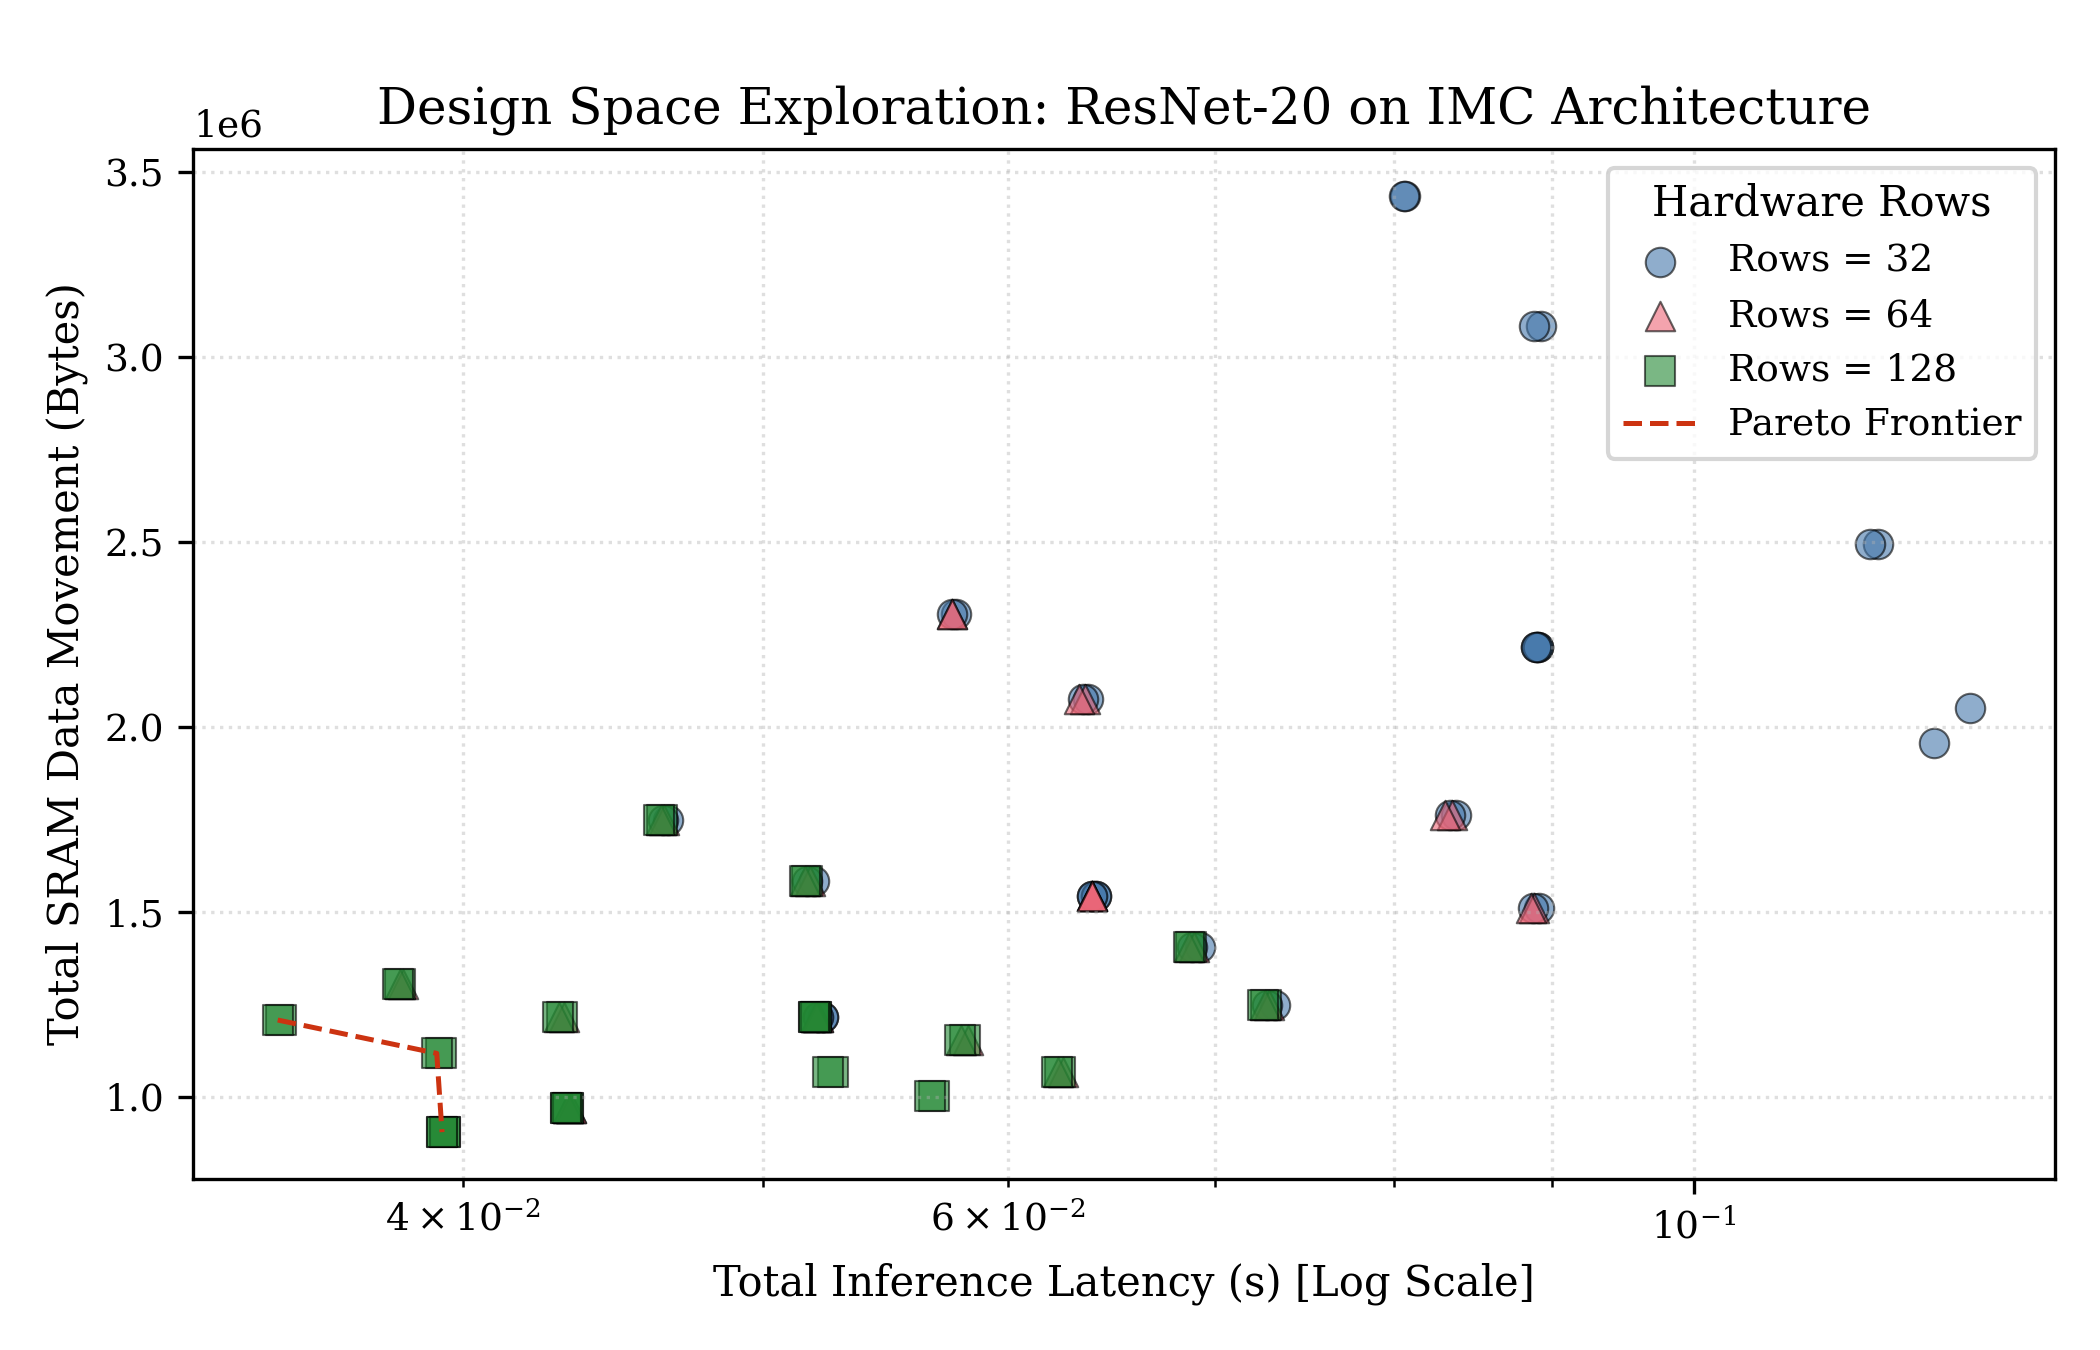 Design Space Exploration: ResNet-20 on IMC Architecture
1e6
3.5
3.0
2.5
2.0
1.5
1.0
Total SRAM Data Movement (Bytes)
Hardware Rows
Rows = 32
Rows = 64
Rows = 128
Pareto Frontier
4 × 10⁻²
6 × 10⁻²
10⁻¹
Total Inference Latency (s) [Log Scale]